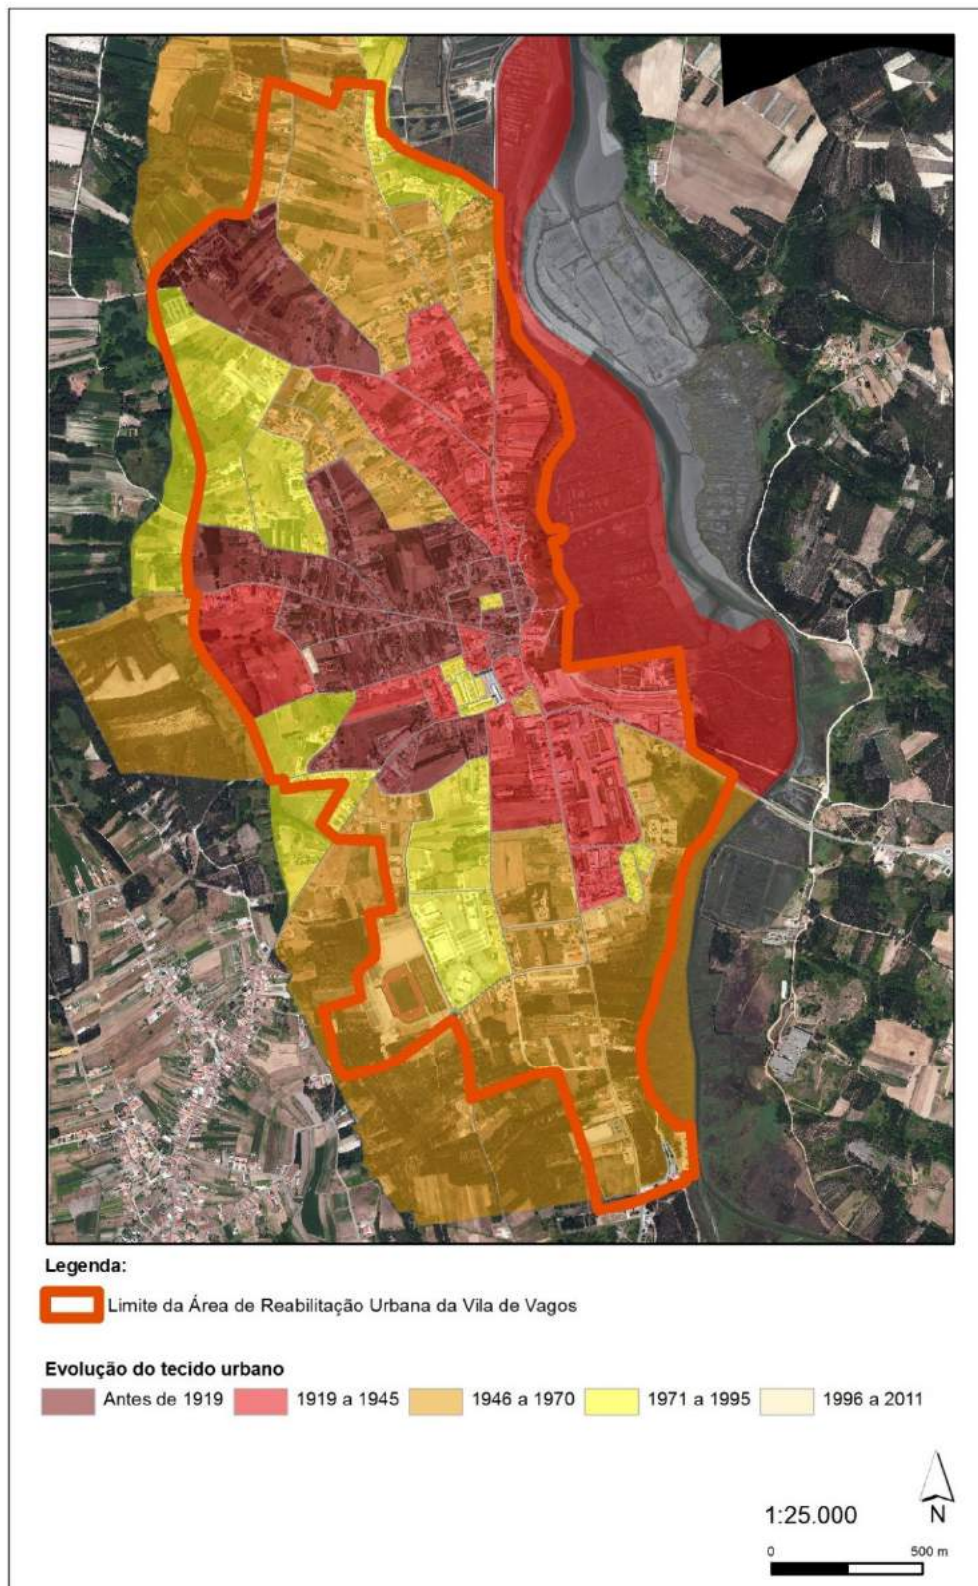 Legenda:
Limite da Área de Reabilitação Urbana da Vila de Vagos
Evolução do tecido urbano
Antes de 1919 1919 a 1945 1946 a 1970 1971 a 1995 1996 a 2011
1:25.000
N
0 500 m